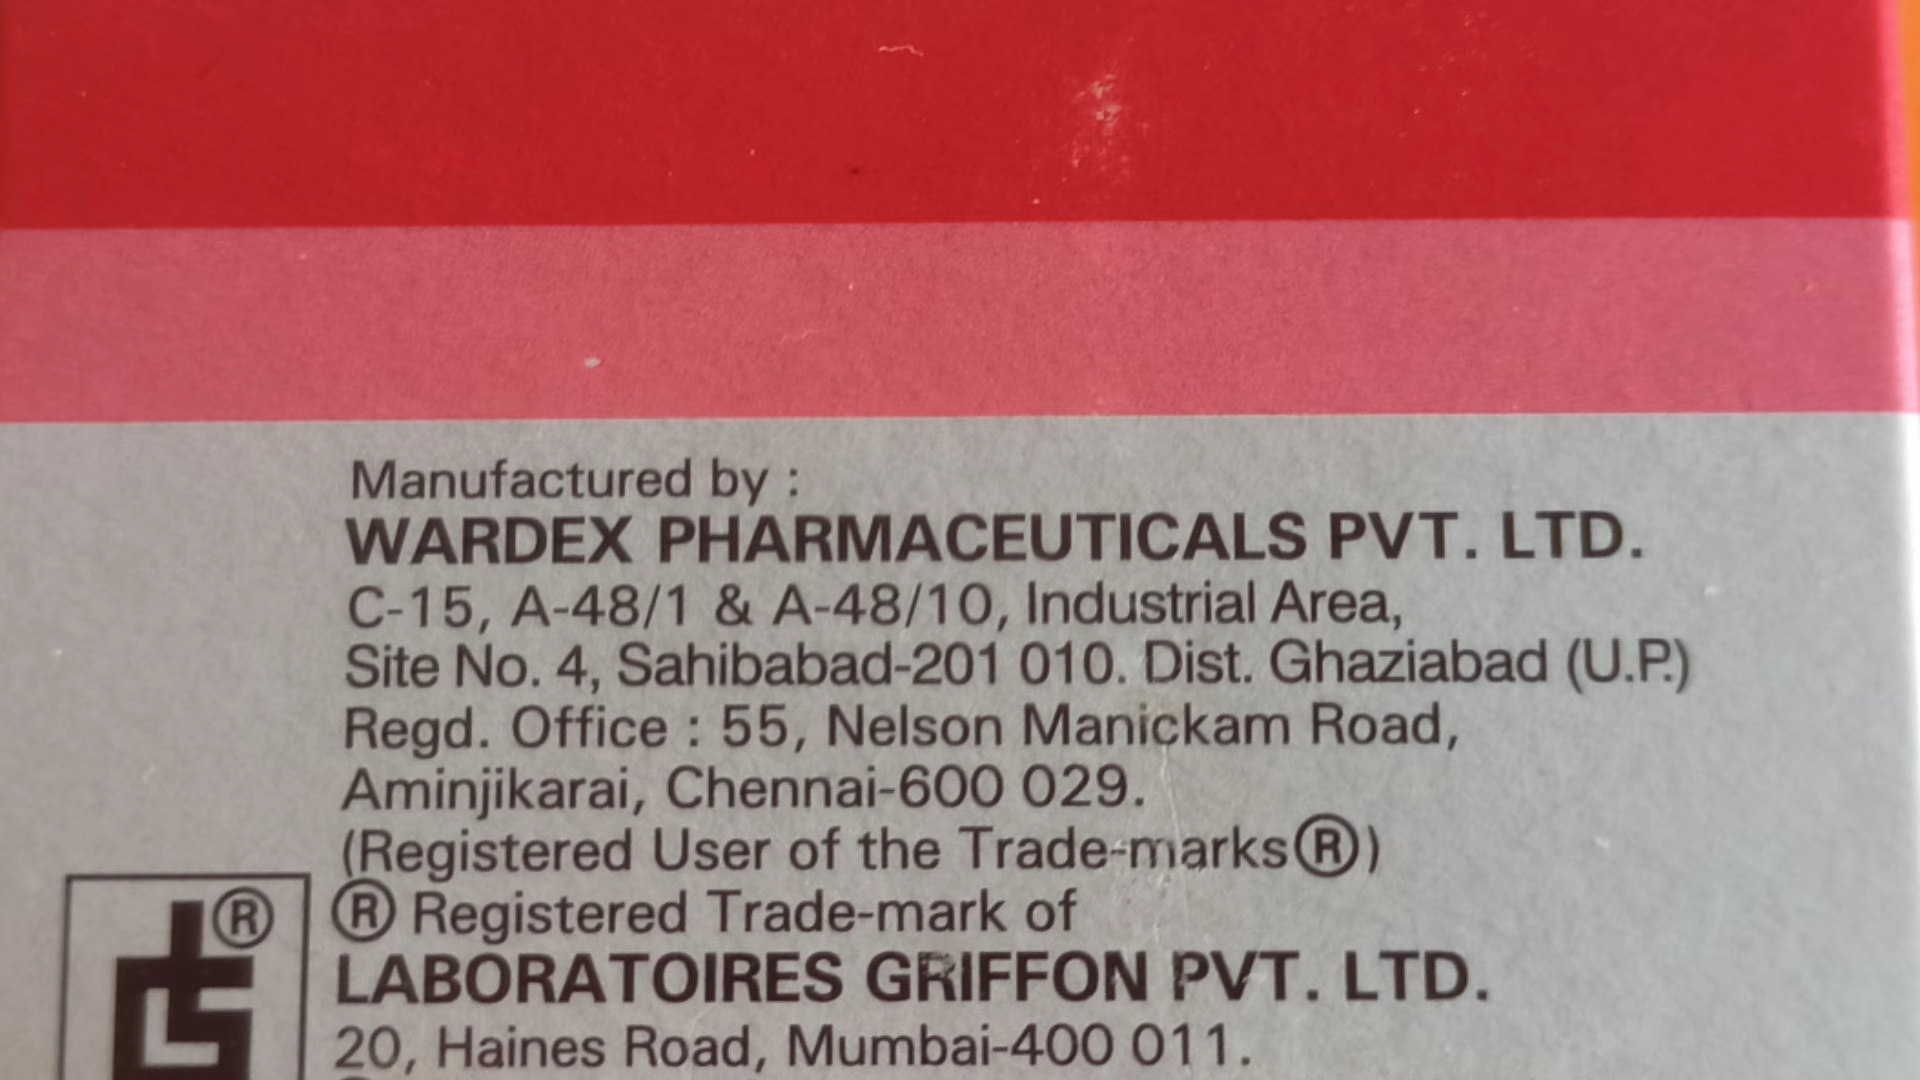 Manufactured by :
WARDEX PHARMACEUTICALS PVT. LTD.
C-15, A-48/1 & A-48/10, Industrial Area,
Site No. 4, Sahibabad-201 010. Dist. Ghaziabad (U.P.)
Regd. Office : 55, Nelson Manickam Road,
Aminjikarai, Chennai-600 029.
(Registered User of the Trade-marks®)
® Registered Trade-mark of
LABORATOIRES GRIFFON PVT. LTD.
20, Haines Road, Mumbai-400 011.
®